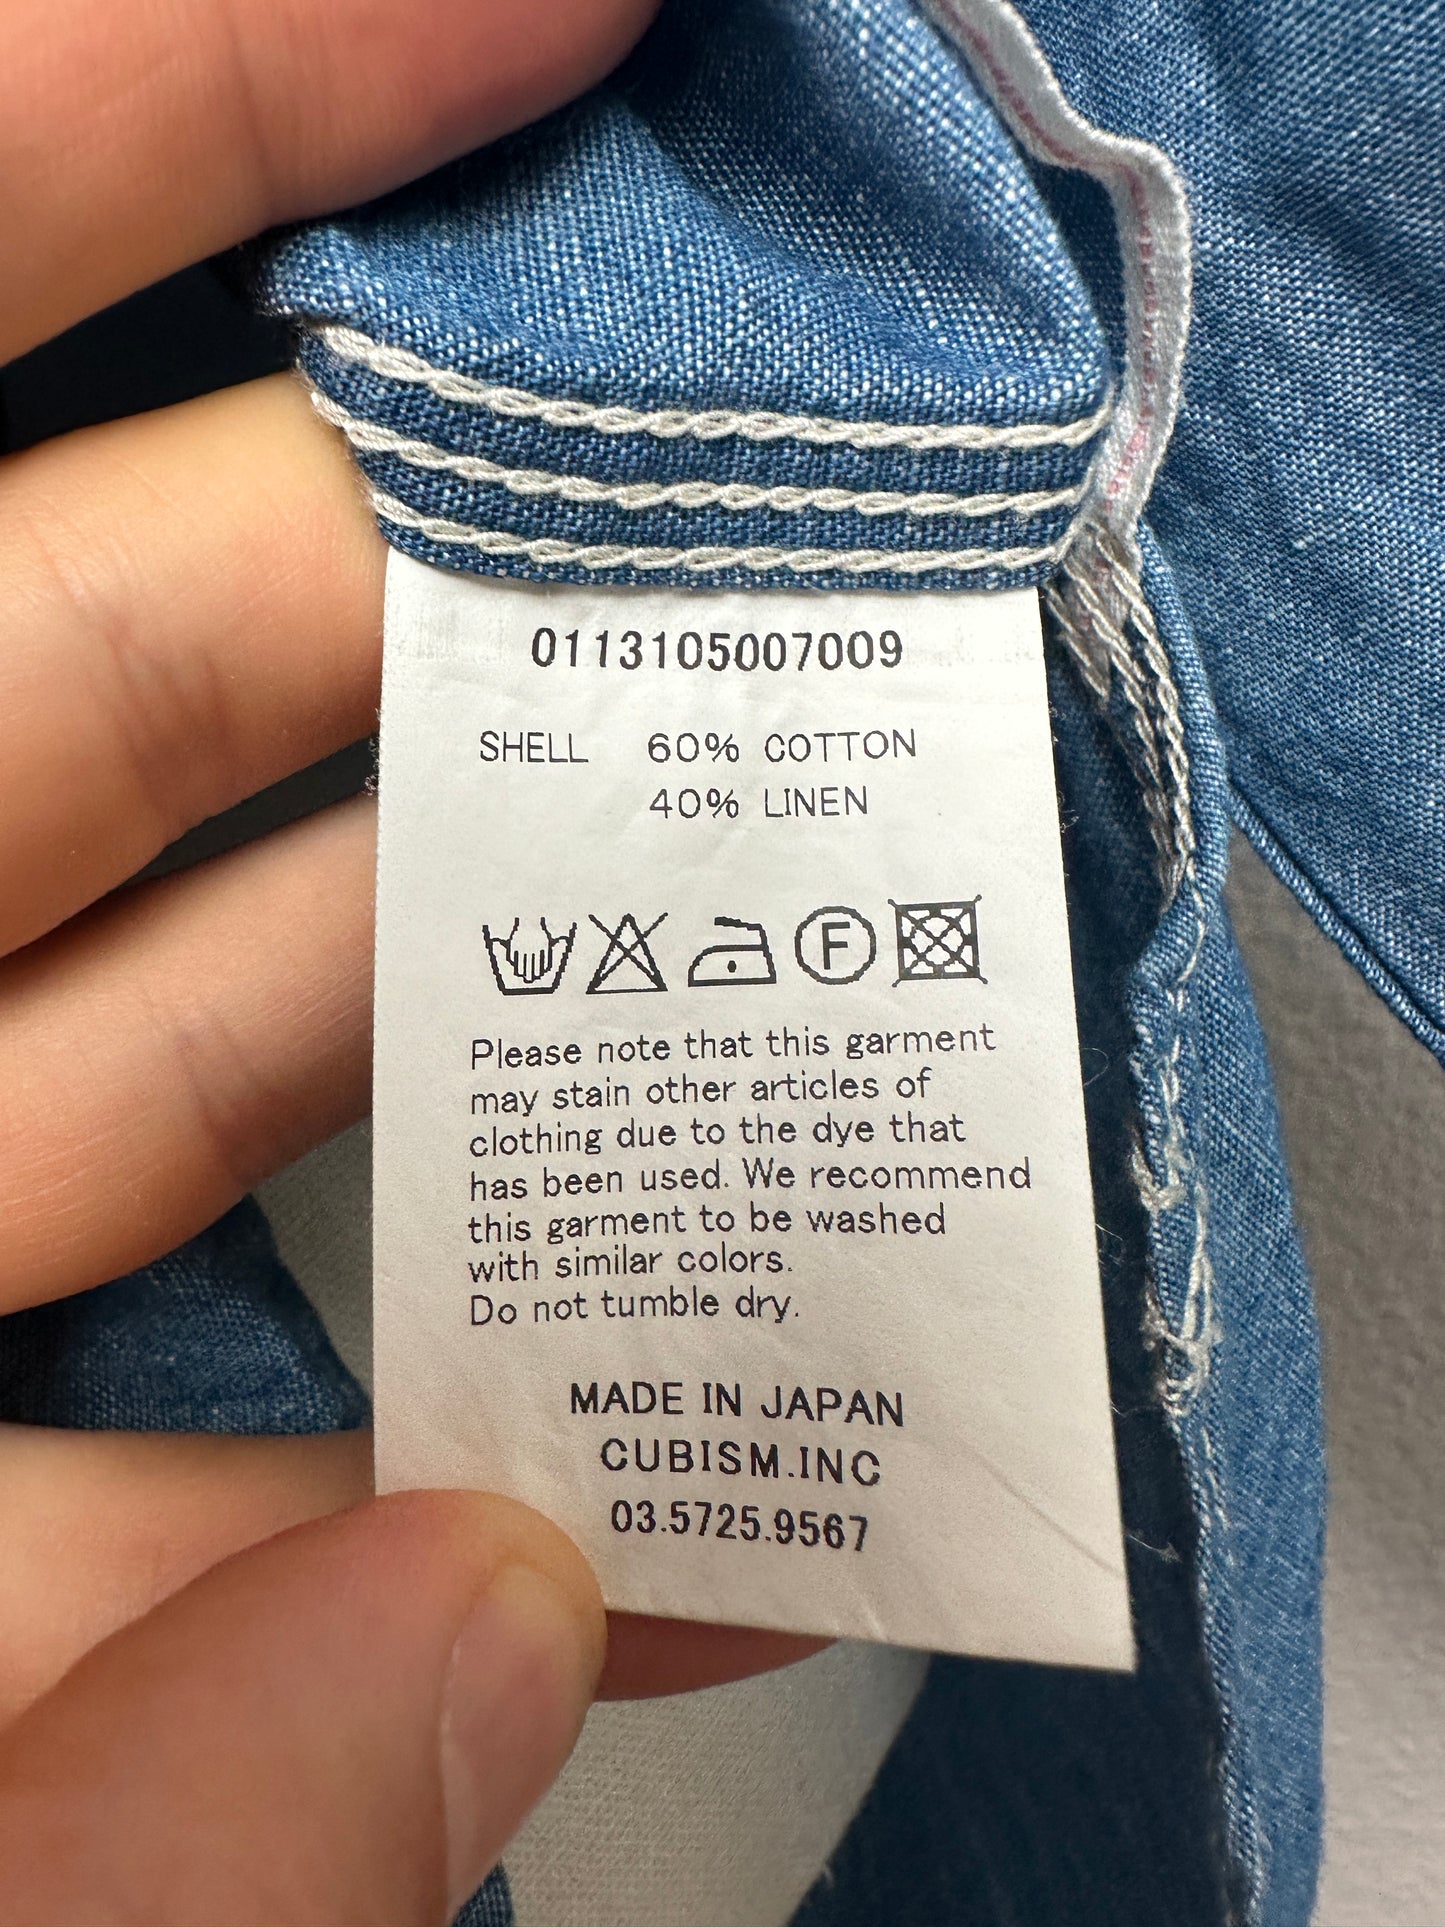 0113105007009
SHELL 60% COTTON
40% LINEN
F
Please note that this garment
may stain other articles of
clothing due to the dye that
has been used. We recommend
this garment to be washed
with similar colors.
Do not tumble dry.
MADE IN JAPAN
CUBISM.INC
03.5725.9567